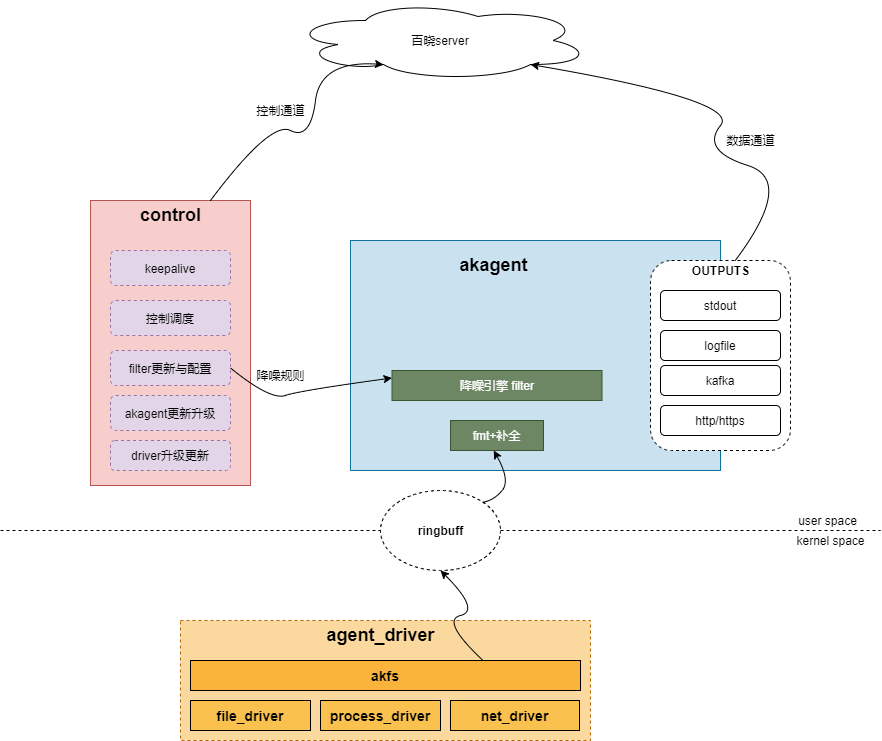 百晓server
控制通道
数据通道
control
keepalive
控制调度
filter更新与配置
akagent更新升级
driver升级更新
降噪规则
akagent
降噪引擎 filter
fmt+补全
OUTPUTS
stdout
logfile
kafka
http/https
ringbuff
user space
kernel space
agent_driver
akfs
file_driver
process_driver
net_driver